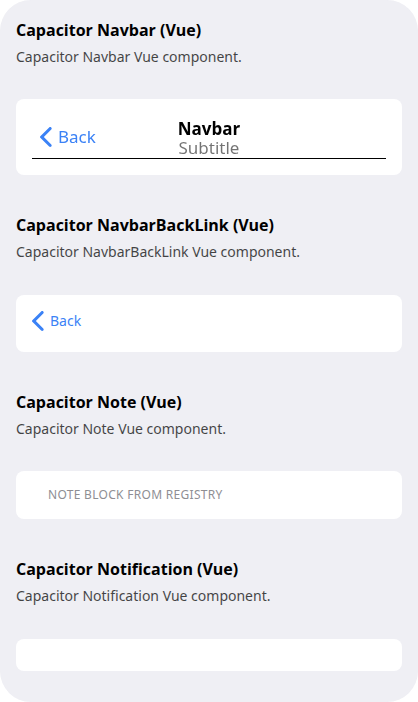 Capacitor Navbar (Vue)
Capacitor Navbar Vue component.
Back
Navbar
Subtitle
Capacitor NavbarBackLink (Vue)
Capacitor NavbarBackLink Vue component.
Back
Capacitor Note (Vue)
Capacitor Note Vue component.
NOTE BLOCK FROM REGISTRY
Capacitor Notification (Vue)
Capacitor Notification Vue component.